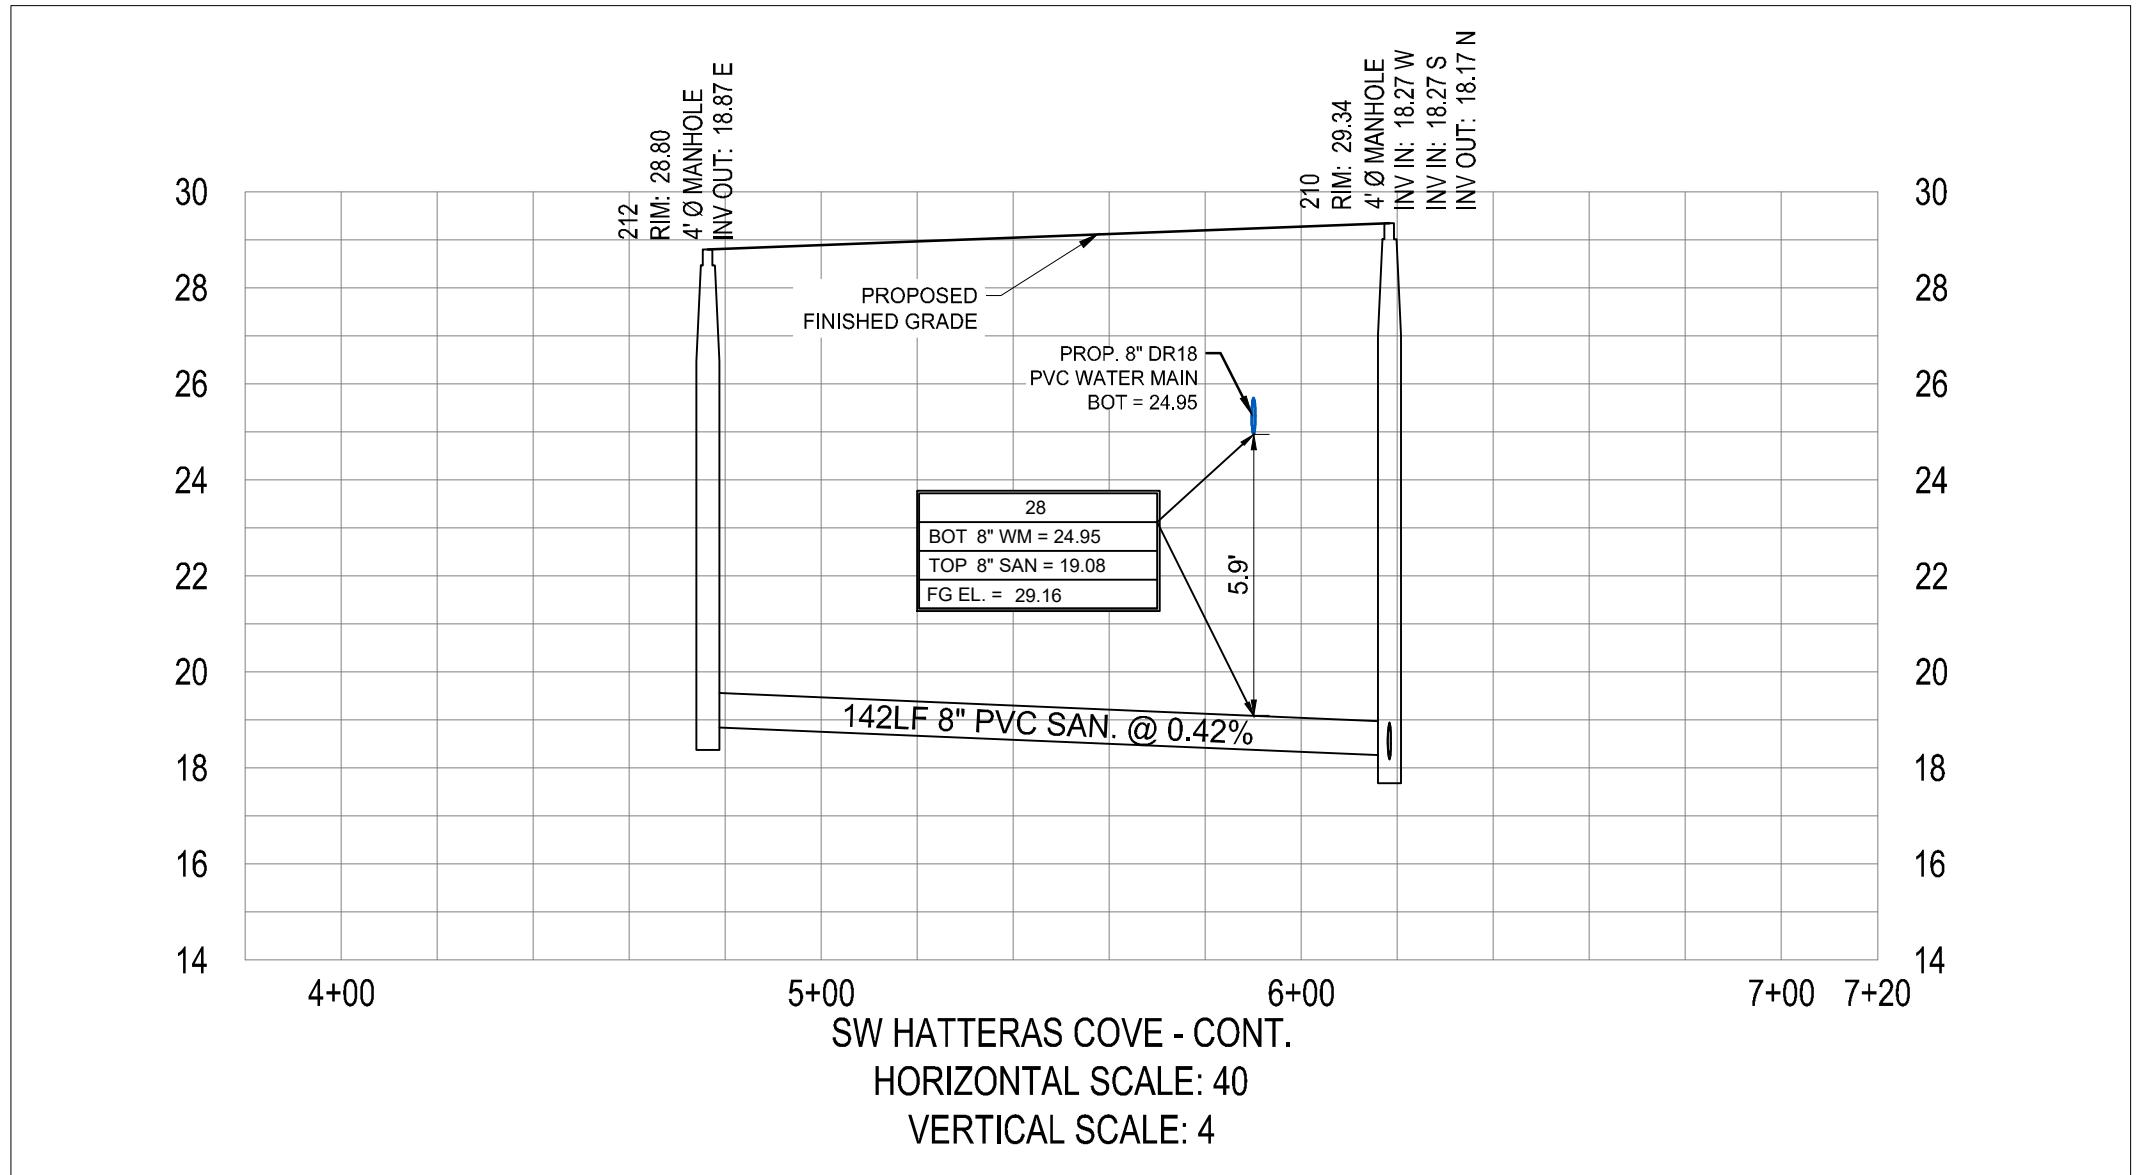 212
RIM: 28.80
4' Ø MANHOLE
INV OUT: 18.87 E
210
RIM: 29.34
4' Ø MANHOLE
INV IN: 18.27 W
INV IN: 18.27 S
INV OUT: 18.17 N
30
30
PROPOSED
FINISHED GRADE
28
28
PROP. 8" DR18
PVC WATER MAIN
BOT = 24.95
26
26
24
24
28
BOT 8" WM = 24.95
TOP 8" SAN = 19.08
FG EL. = 29.16
5.9'
22
22
20
20
142LF 8" PVC SAN. @ 0.42%
18
18
16
16
14
14
4+00 5+00 6+00 7+00 7+20
SW HATTERAS COVE - CONT.
HORIZONTAL SCALE: 40
VERTICAL SCALE: 4